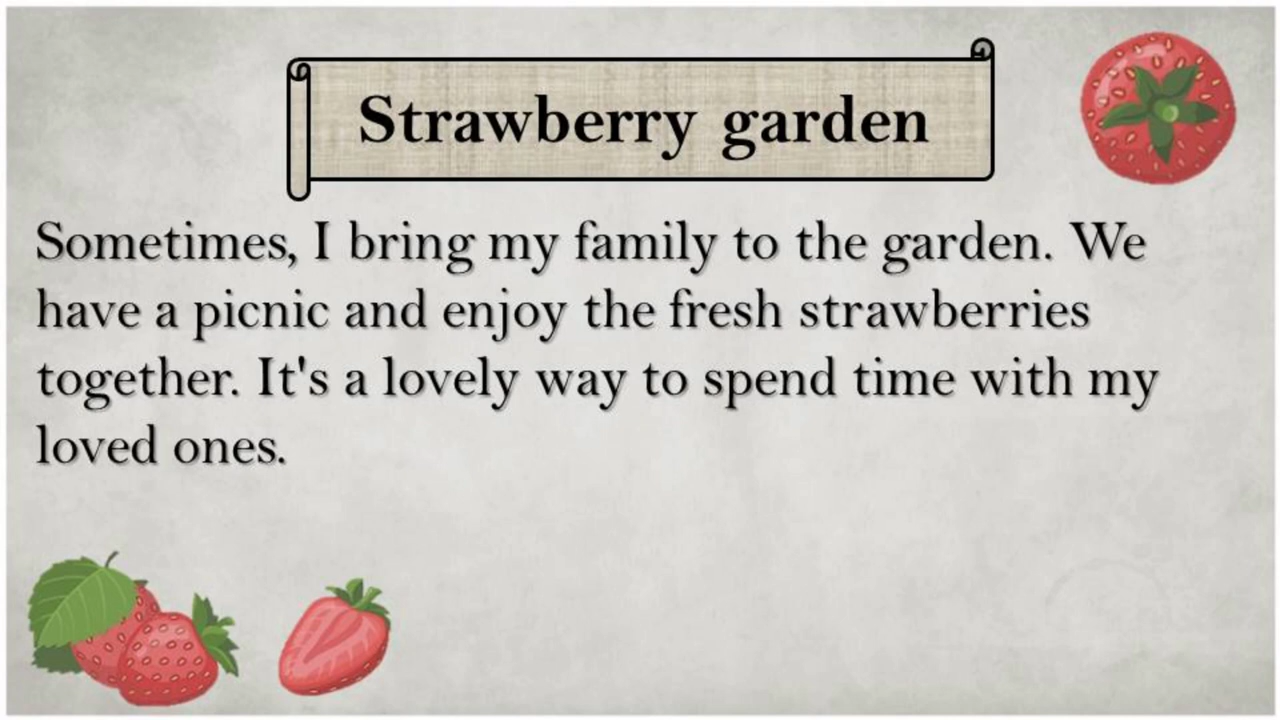 Strawberry garden
Sometimes, I bring my family to the garden. We
have a picnic and enjoy the fresh strawberries
together. It's a lovely way to spend time with my
loved ones.